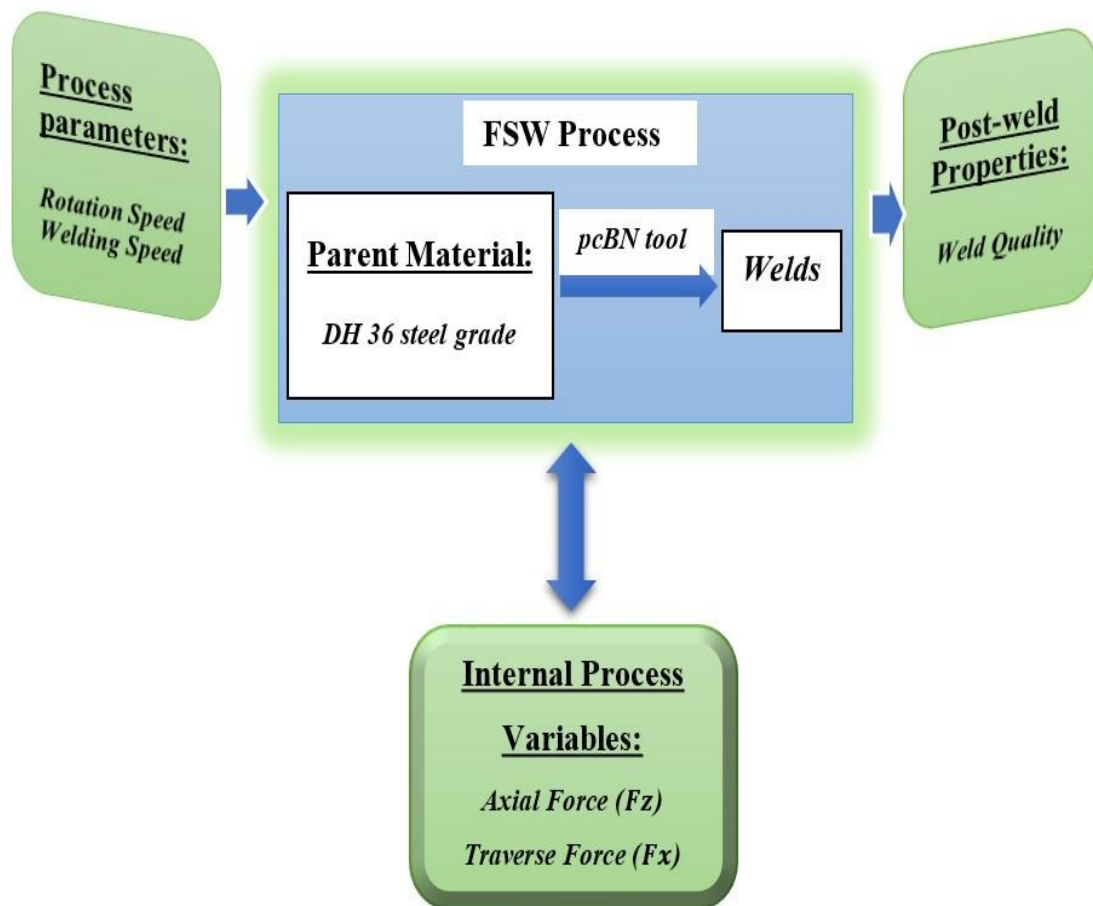 Process
parameters:
Rotation Speed
Welding Speed
FSW Process
Parent Material:
DH 36 steel grade
pcBN tool
Welds
Post-weld
Properties:
Weld Quality
Internal Process
Variables:
Axial Force (Fz)
Traverse Force (Fx)